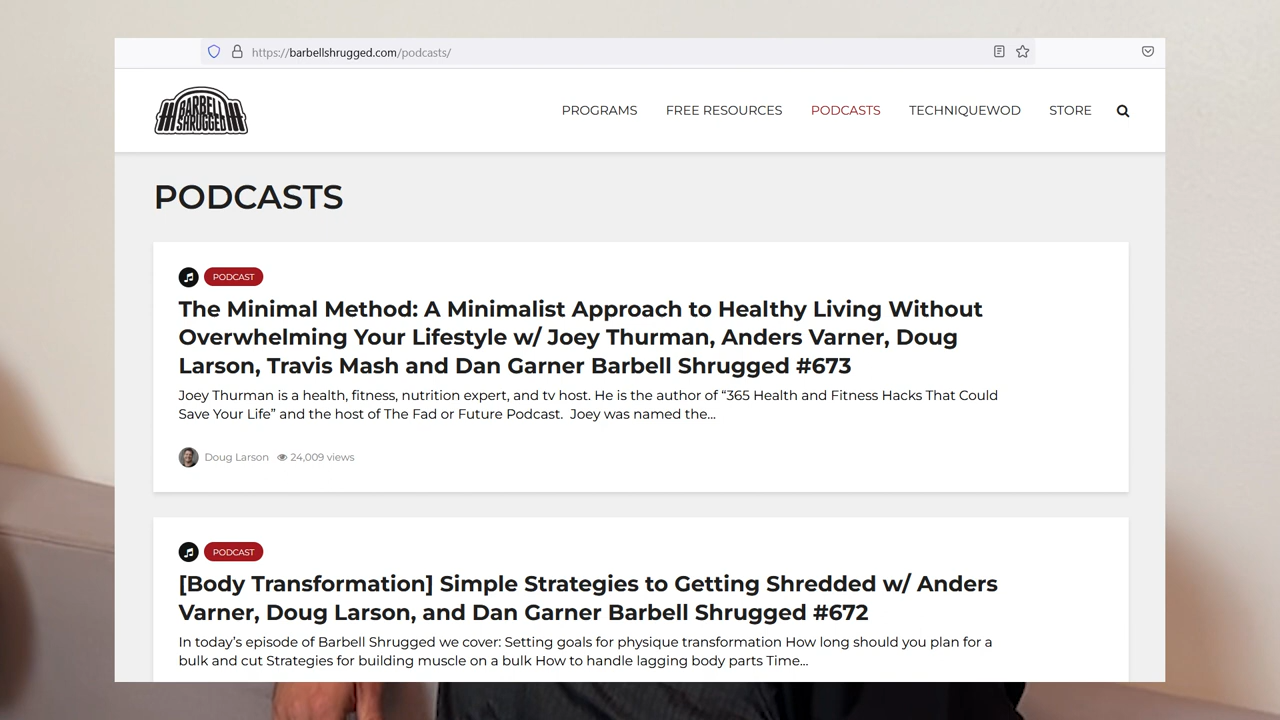 https://barbellshrugged.com/podcasts/
BARBELL
SHRUGGED
PROGRAMS FREE RESOURCES PODCASTS TECHNIQUEWOD STORE
PODCASTS
PODCAST
The Minimal Method: A Minimalist Approach to Healthy Living Without
Overwhelming Your Lifestyle w/ Joey Thurman, Anders Varner, Doug
Larson, Travis Mash and Dan Garner Barbell Shrugged #673
Joey Thurman is a health, fitness, nutrition expert, and tv host. He is the author of “365 Health and Fitness Hacks That Could
Save Your Life” and the host of The Fad or Future Podcast.  Joey was named the...
Doug Larson 24,009 views
PODCAST
[Body Transformation] Simple Strategies to Getting Shredded w/ Anders
Varner, Doug Larson, and Dan Garner Barbell Shrugged #672
In today’s episode of Barbell Shrugged we cover: Setting goals for physique transformation How long should you plan for a
bulk and cut Strategies for building muscle on a bulk How to handle lagging body parts Time...